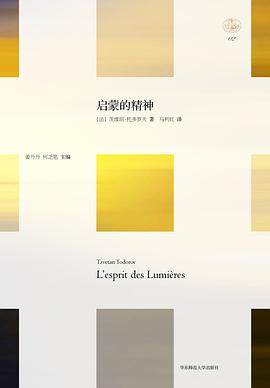 112
启蒙的精神
[法] 茨维坦·托多罗夫 著 马利红 译
姜丹丹 何乏笔 主编
Tzvetan Todorov
L'esprit des Lumières
华东师范大学出版社